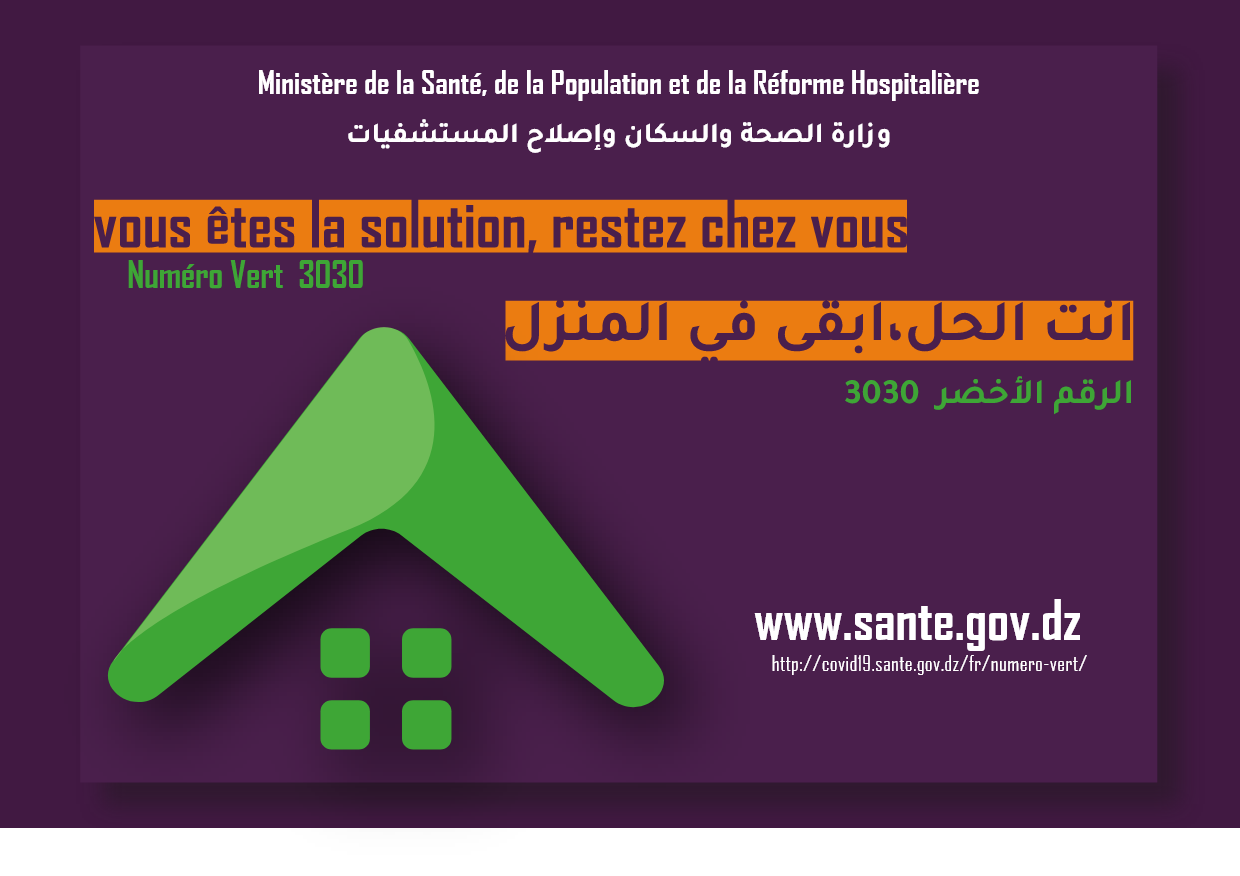 Ministère de la Santé, de la Population et de la Réforme Hospitalière
وزارة الصحة والسكان وإصلاح المستشفيات
vous êtes la solution, restez chez vous
Numéro Vert 3030
انت الحل،ابقى في المنزل
الرقم الأخضر 3030
www.sante.gov.dz
http://covid19.sante.gov.dz/fr/numero-vert/